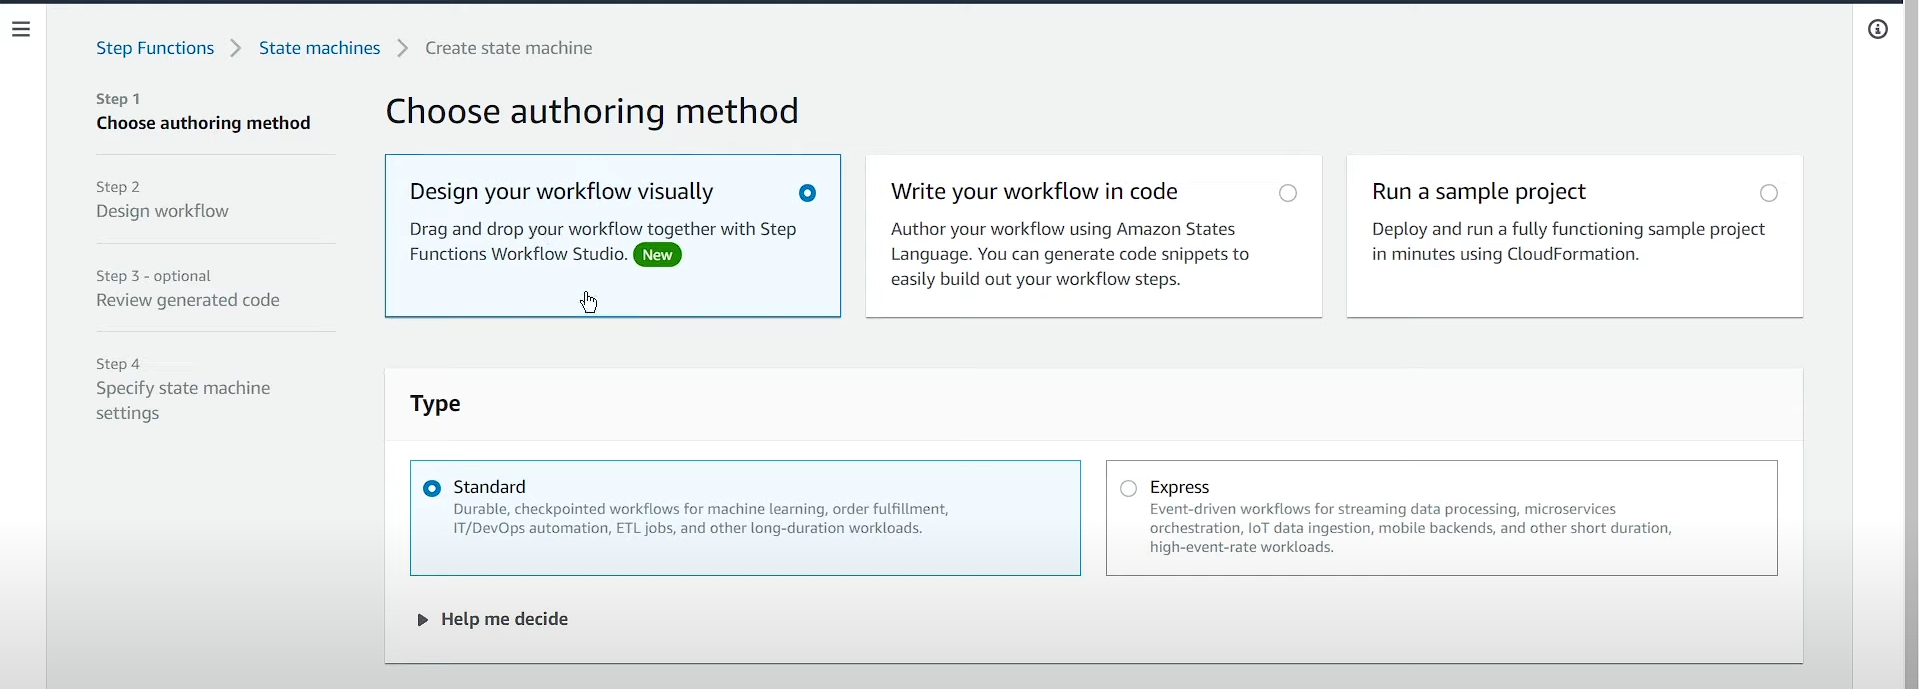 Step Functions > State machines > Create state machine
Step 1
Choose authoring method
Step 2
Design workflow
Step 3 - optional
Review generated code
Step 4
Specify state machine
settings
Choose authoring method
Design your workflow visually
Drag and drop your workflow together with Step
Functions Workflow Studio. New
Write your workflow in code
Author your workflow using Amazon States
Language. You can generate code snippets to
easily build out your workflow steps.
Run a sample project
Deploy and run a fully functioning sample project
in minutes using CloudFormation.
Type
Standard
Durable, checkpointed workflows for machine learning, order fulfillment,
IT/DevOps automation, ETL jobs, and other long-duration workloads.
Express
Event-driven workflows for streaming data processing, microservices
orchestration, IoT data ingestion, mobile backends, and other short duration,
high-event-rate workloads.
Help me decide